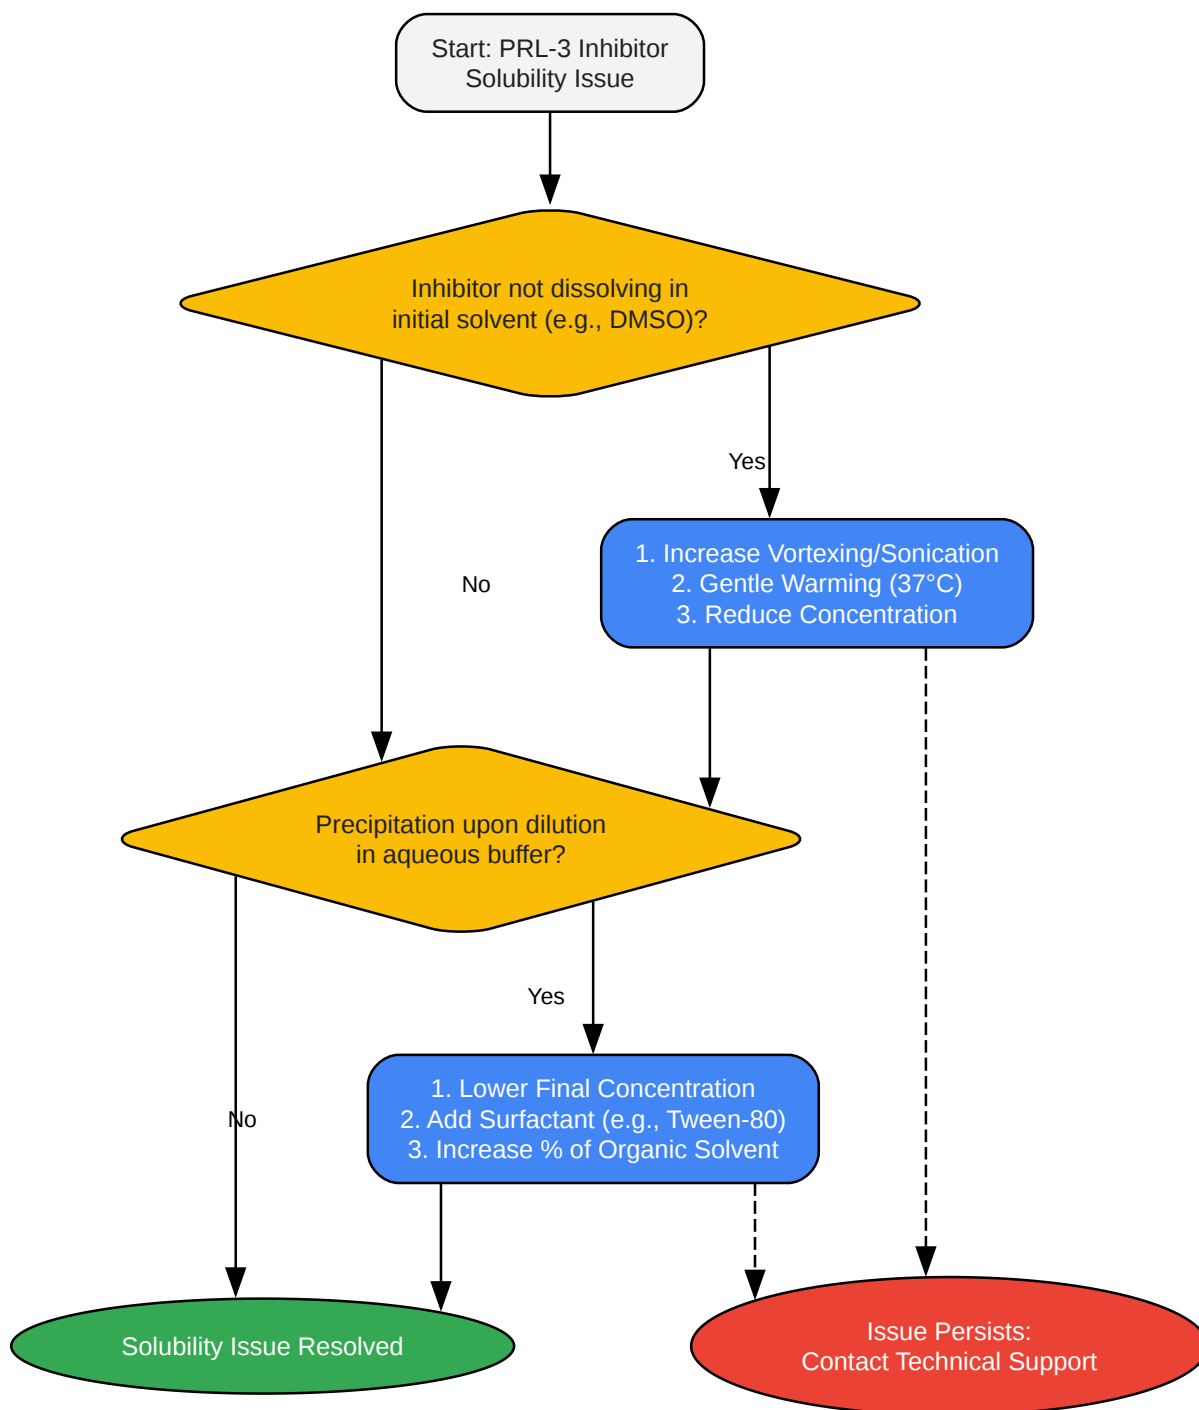 Start: PRL-3 Inhibitor
Solubility Issue
Inhibitor not dissolving in
initial solvent (e.g., DMSO)?
Yes
No
1. Increase Vortexing/Sonication
2. Gentle Warming (37°C)
3. Reduce Concentration
Precipitation upon dilution
in aqueous buffer?
Yes
No
1. Lower Final Concentration
2. Add Surfactant (e.g., Tween-80)
3. Increase % of Organic Solvent
Solubility Issue Resolved
Issue Persists:
Contact Technical Support